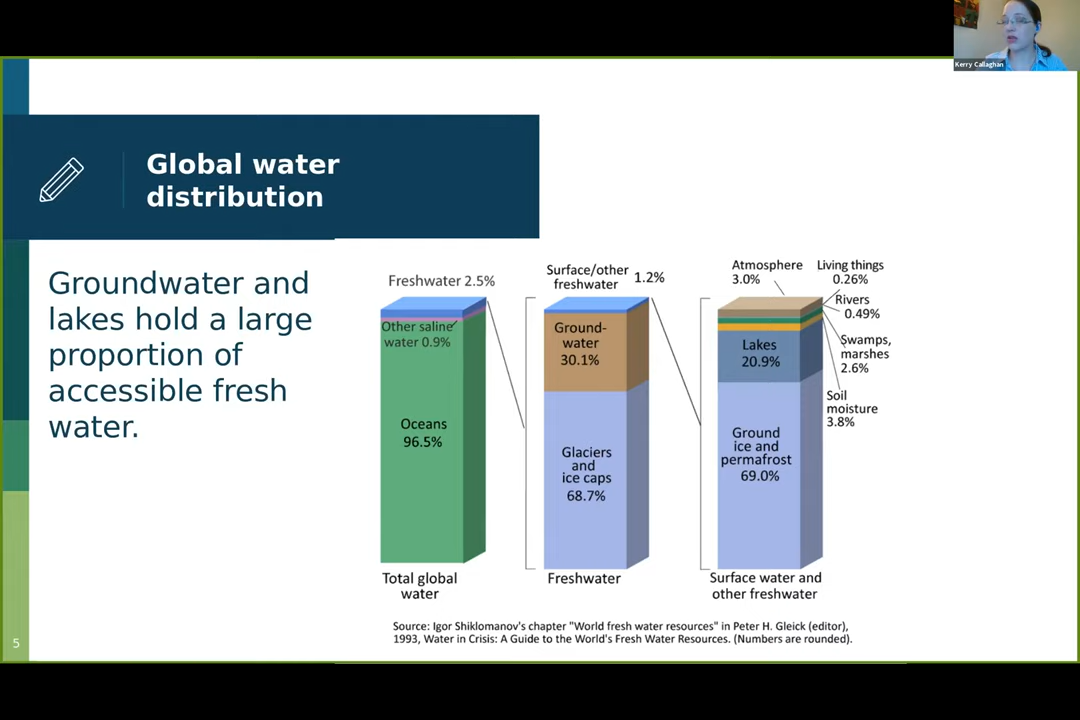 Kerry Callaghan
Global water
distribution
Groundwater and
lakes hold a large
proportion of
accessible fresh
water.
Freshwater 2.5%
Other saline
water 0.9%
Oceans
96.5%
Total global
water
Surface/other
freshwater
1.2%
Ground-
water
30.1%
Glaciers
and
ice caps
68.7%
Freshwater
Atmosphere
3.0%
Living things
0.26%
Rivers
0.49%
Swamps,
marshes
2.6%
Soil
moisture
3.8%
Lakes
20.9%
Ground
ice and
permafrost
69.0%
Surface water and
other freshwater
Source: Igor Shiklomanov's chapter "World fresh water resources" in Peter H. Gleick (editor),
1993, Water in Crisis: A Guide to the World's Fresh Water Resources. (Numbers are rounded).
5